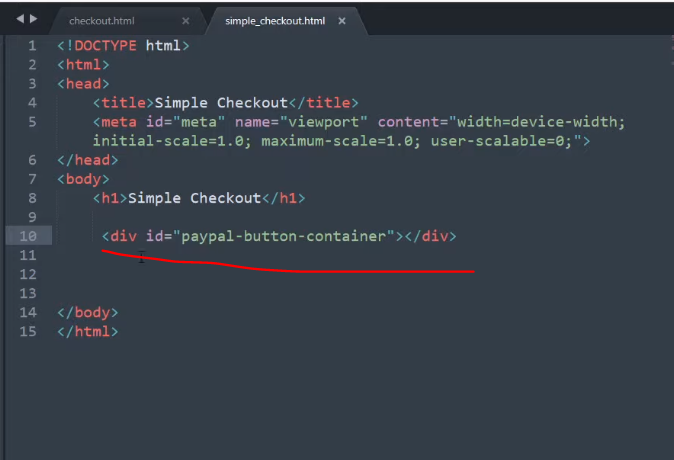 checkout.html simple_checkout.html
1 <!DOCTYPE html>
2 <html>
3 <head>
4 <title>Simple Checkout</title>
5 <meta id="meta" name="viewport" content="width=device-width;
initial-scale=1.0; maximum-scale=1.0; user-scalable=0;">
6 </head>
7 <body>
8 <h1>Simple Checkout</h1>
9
10 <div id="paypal-button-container"></div>
11
12
13
14 </body>
15 </html>